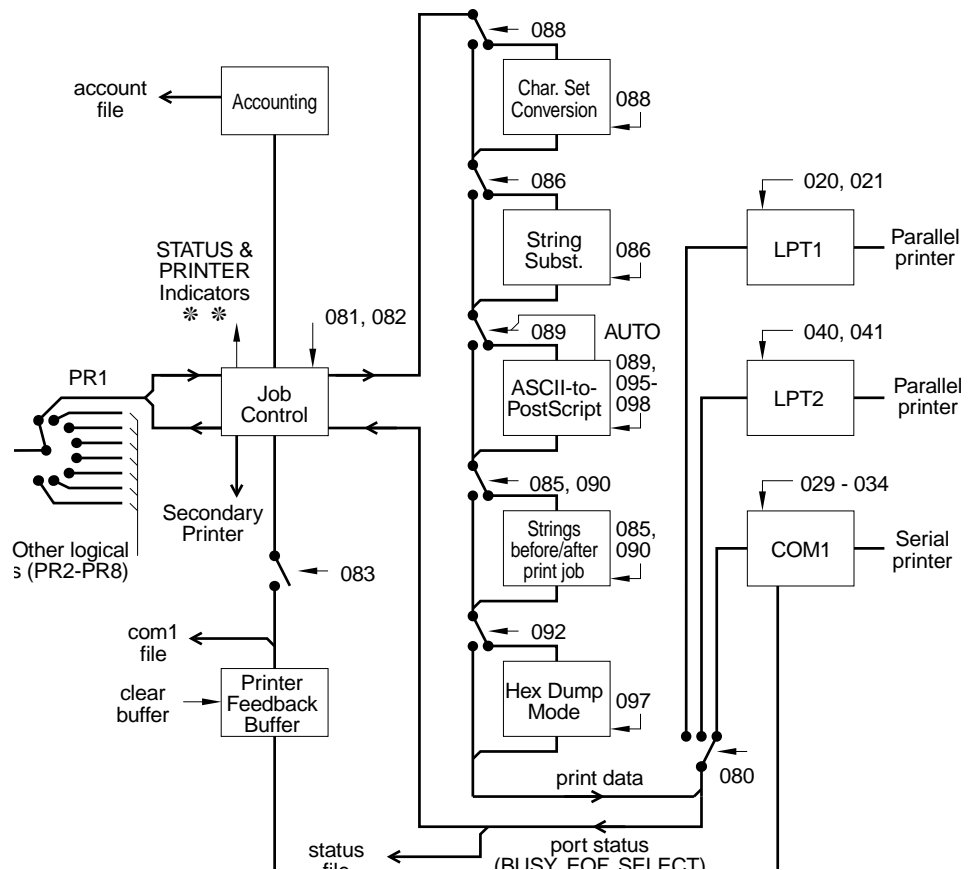 088
account
file
Accounting
Char. Set
Conversion
088
086
020, 021
String
Subst.
086
LPT1
Parallel
printer
STATUS &
PRINTER
Indicators
* *
081, 082
089
AUTO
040, 041
PR1
Job
Control
ASCII-to-
PostScript
089,
095-
098
LPT2
Parallel
printer
Secondary
Printer
085, 090
029 - 034
Other logical
s (PR2-PR8)
083
Strings
before/after
print job
085,
090
COM1
Serial
printer
com1
file
092
clear
buffer
Printer
Feedback
Buffer
Hex Dump
Mode
097
080
print data
status
file
port status
(BUSY, EOF, SELECT)